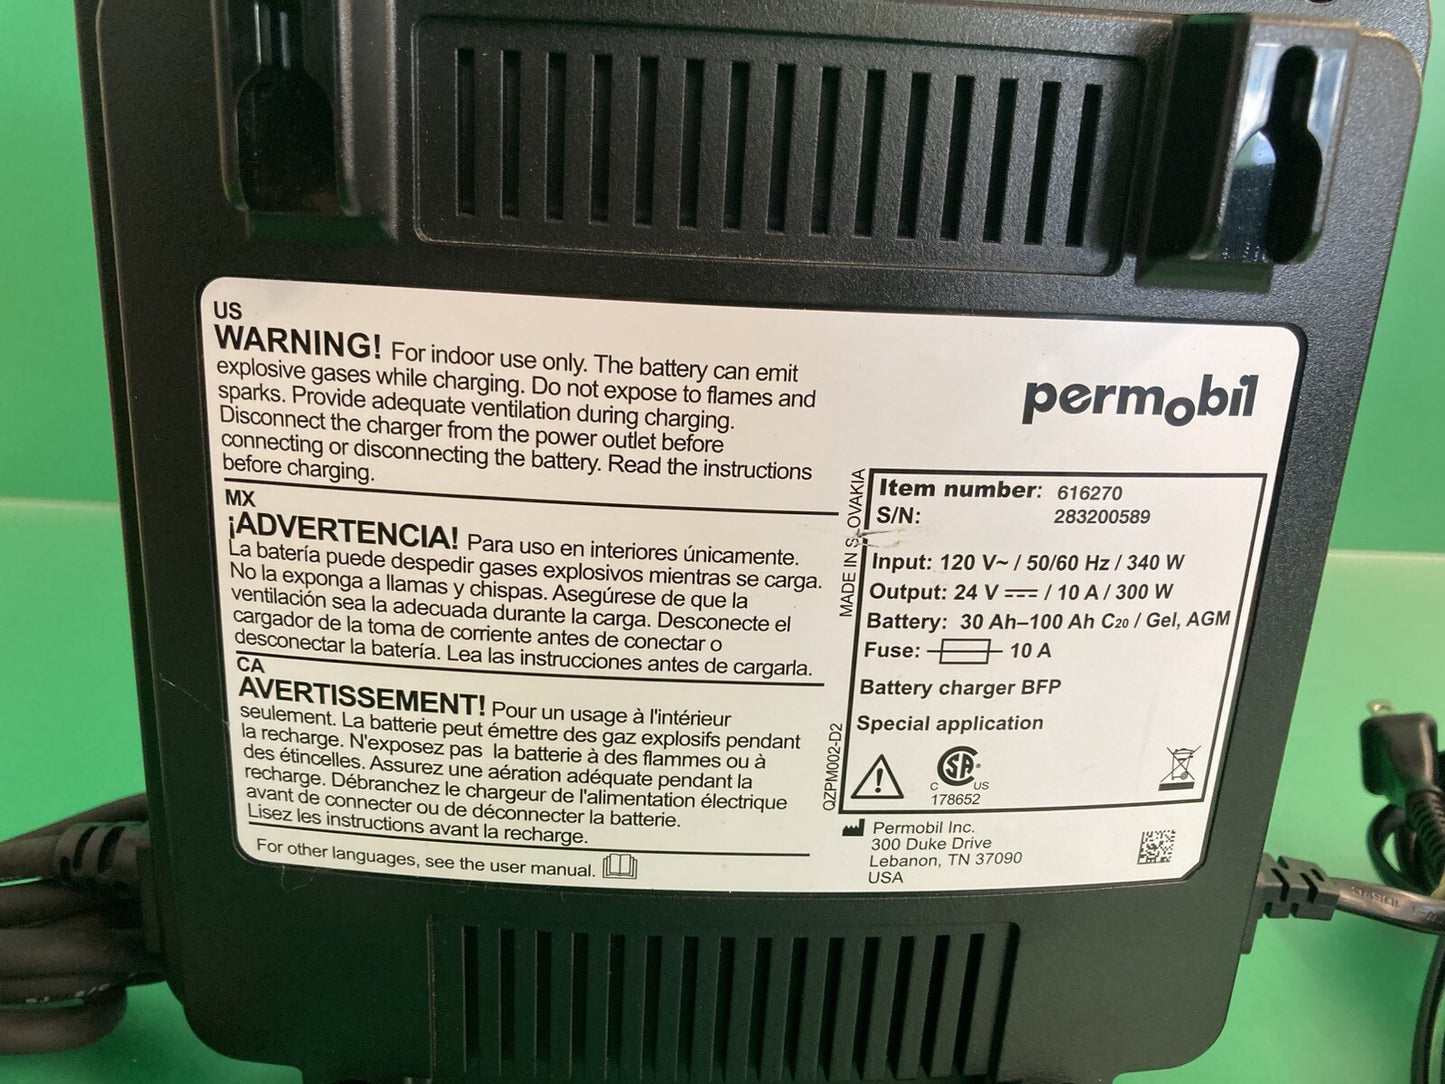 US
WARNING! For indoor use only. The battery can emit
explosive gases while charging. Do not expose to flames and
sparks. Provide adequate ventilation during charging.
Disconnect the charger from the power outlet before
connecting or disconnecting the battery. Read the instructions
before charging.
MX
¡ADVERTENCIA! Para uso en interiores únicamente.
La batería puede despedir gases explosivos mientras se carga.
No la exponga a llamas y chispas. Asegúrese de que la
ventilación sea la adecuada durante la carga. Desconecte el
cargador de la toma de corriente antes de conectar o
desconectar la batería. Lea las instrucciones antes de cargarla.
CA
AVERTISSEMENT! Pour un usage à l'intérieur
seulement. La batterie peut émettre des gaz explosifs pendant
la recharge. N'exposez pas la batterie à des flammes ou à
des étincelles. Assurez une aération adéquate pendant la
recharge. Débranchez le chargeur de l'alimentation électrique
avant de connecter ou de déconnecter la batterie.
Lisez les instructions avant la recharge.
For other languages, see the user manual.
permobil
MADE IN SLOVAKIA
QZPM002-D2
Item number: 616270
S/N: 283200589
Input: 120 V~ / 50/60 Hz / 340 W
Output: 24 V ⎓ / 10 A / 300 W
Battery: 30 Ah–100 Ah C20 / Gel, AGM
Fuse: 10 A
Battery charger BFP
Special application
CSA
C US
178652
Permobil Inc.
300 Duke Drive
Lebanon, TN 37090
USA